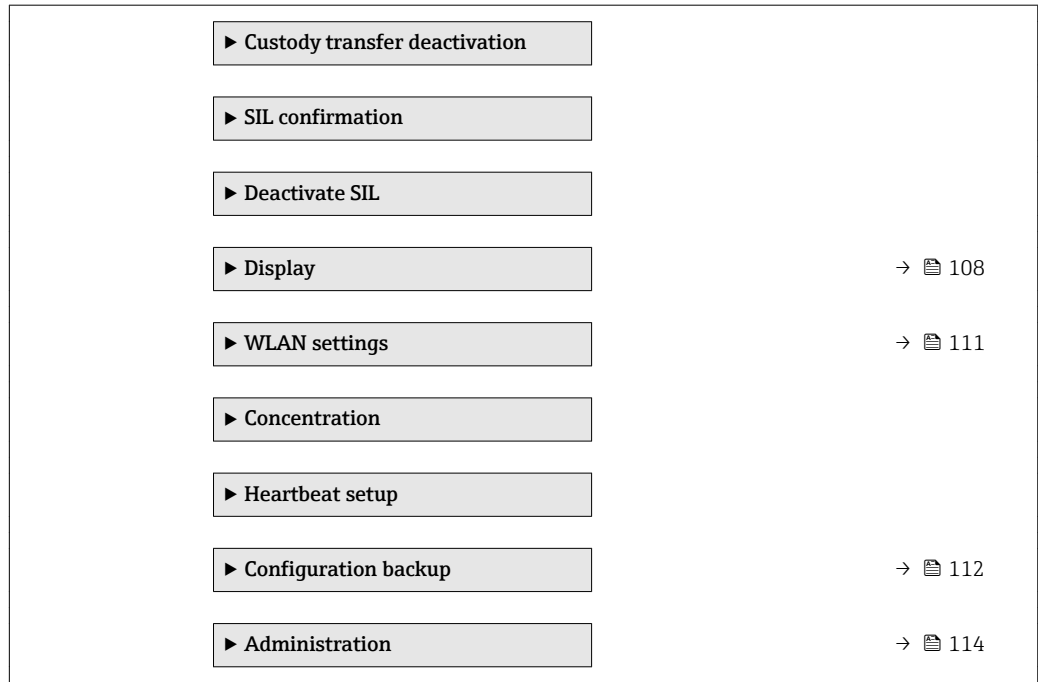 ▶ Custody transfer deactivation
▶ SIL confirmation
▶ Deactivate SIL
▶ Display → 🖹 108
▶ WLAN settings → 🖹 111
▶ Concentration
▶ Heartbeat setup
▶ Configuration backup → 🖹 112
▶ Administration → 🖹 114